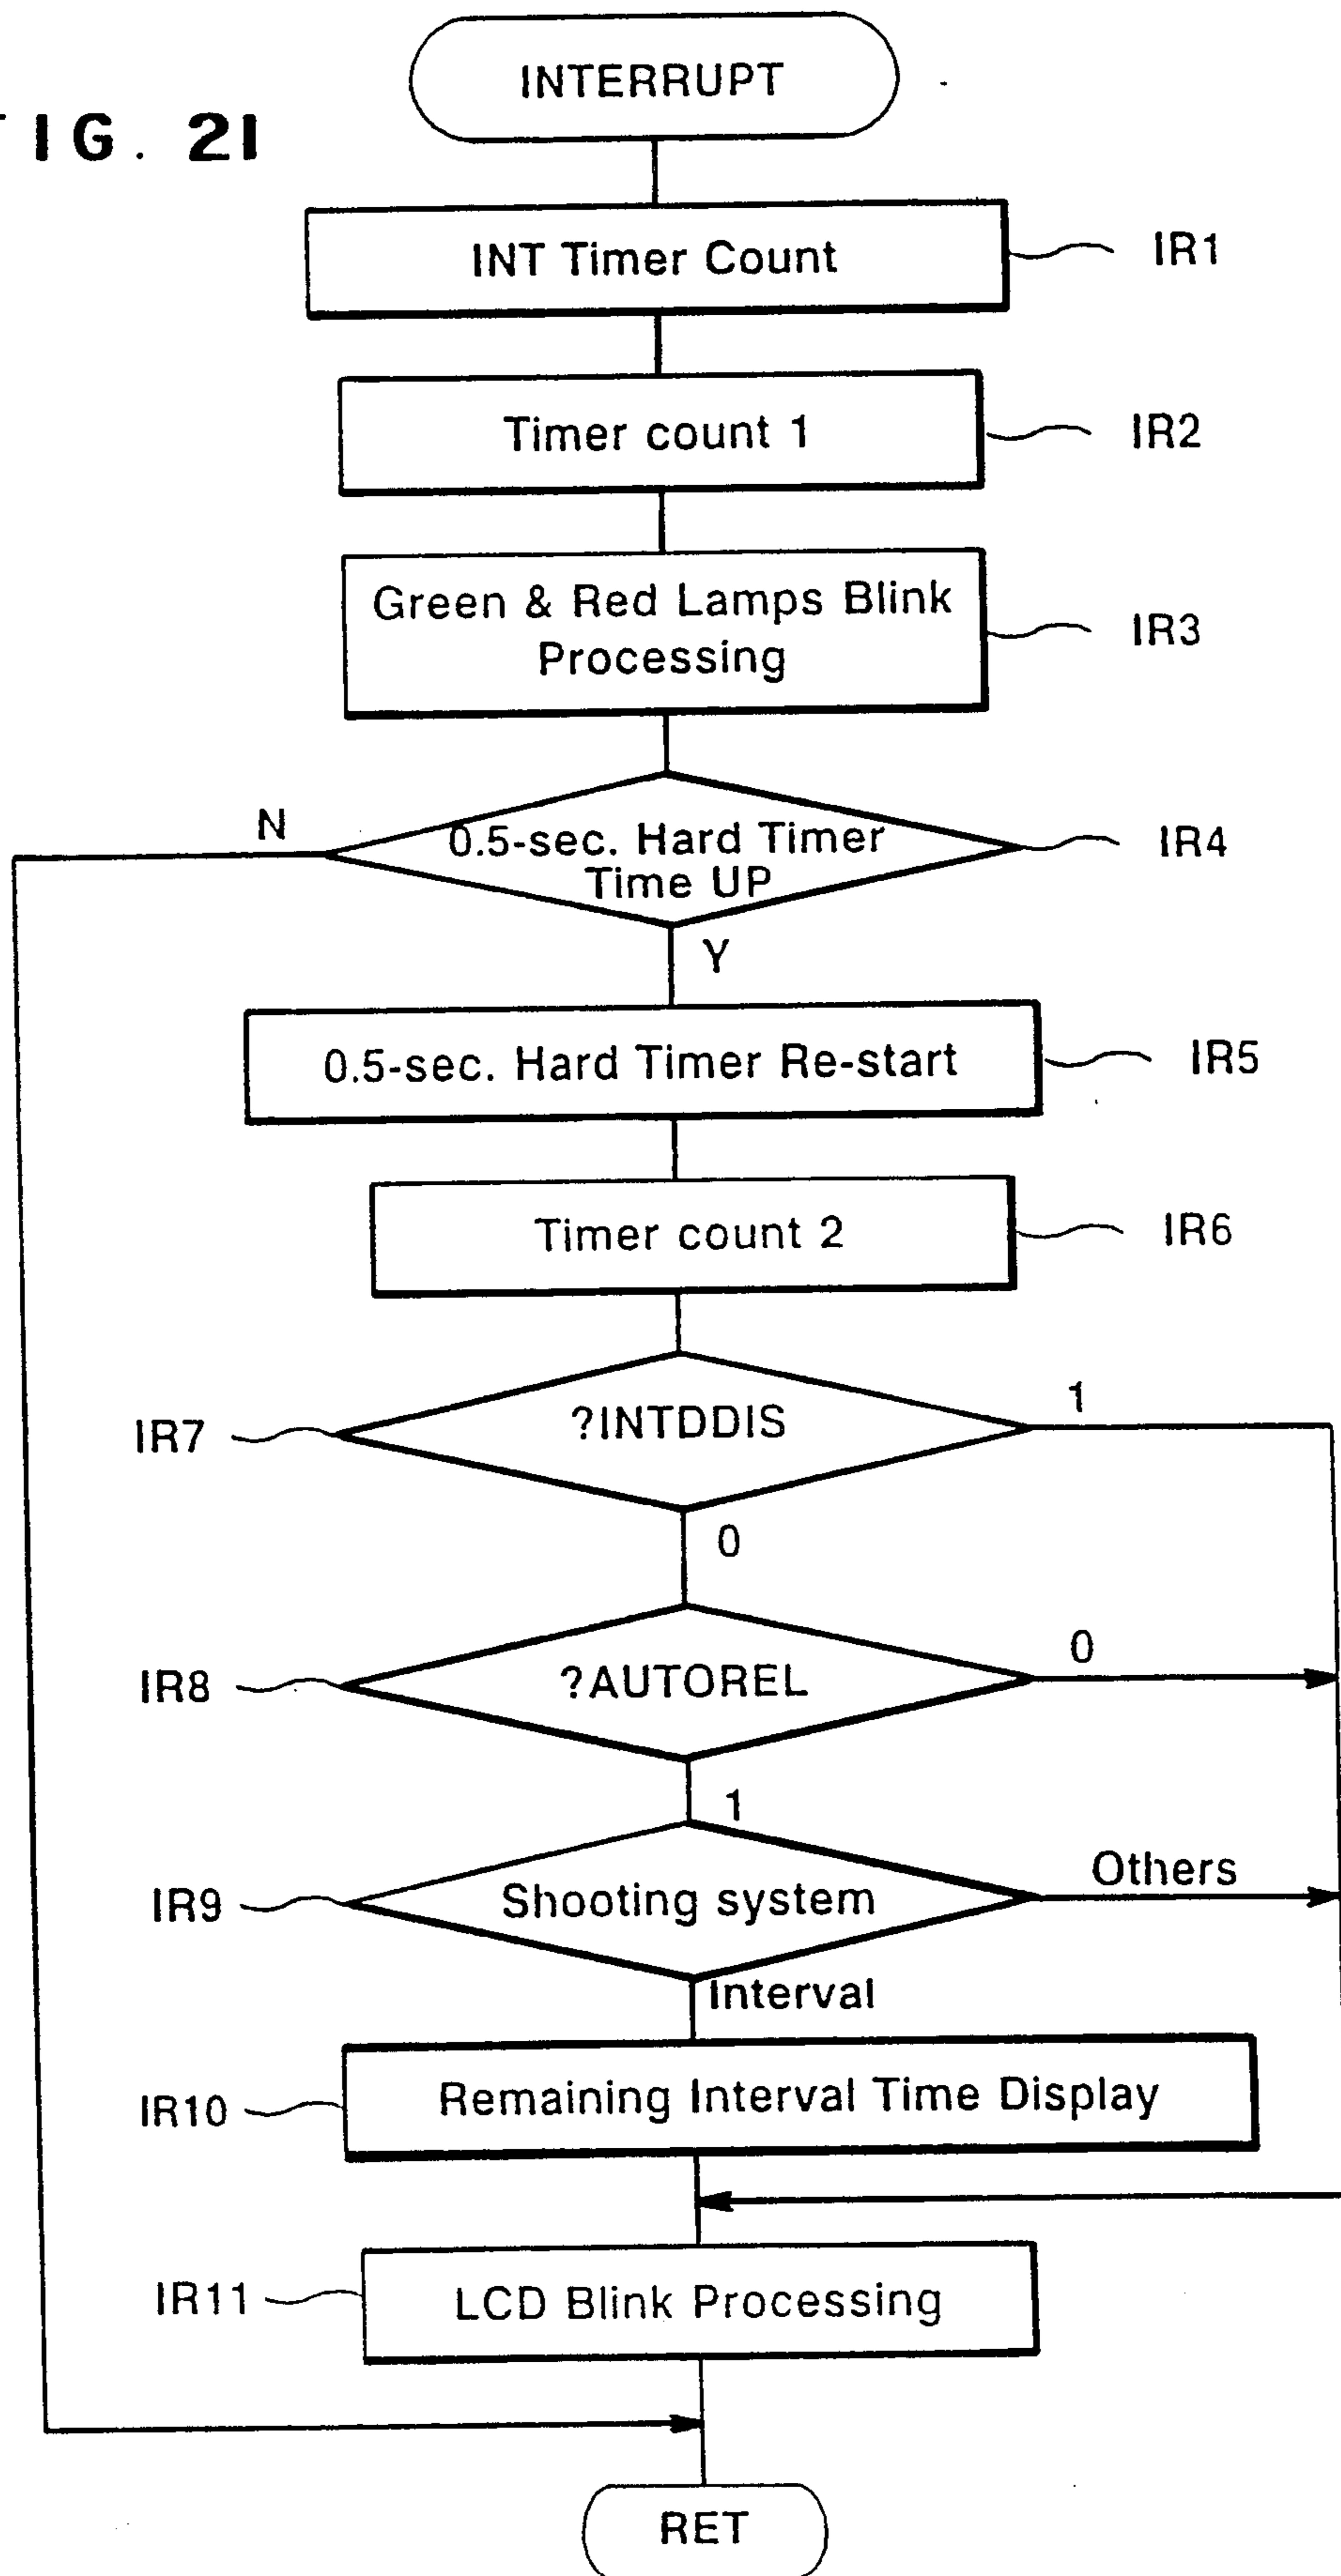 FIG. 21
INTERRUPT
INT Timer Count
IR1
Timer count 1
IR2
Green & Red Lamps Blink
Processing
IR3
N
0.5-sec. Hard Timer
Time UP
IR4
Y
0.5-sec. Hard Timer Re-start
IR5
Timer count 2
IR6
IR7
?INTDDIS
1
0
IR8
?AUTOREL
0
1
IR9
Shooting system
Others
Interval
IR10
Remaining Interval Time Display
IR11
LCD Blink Processing
RET